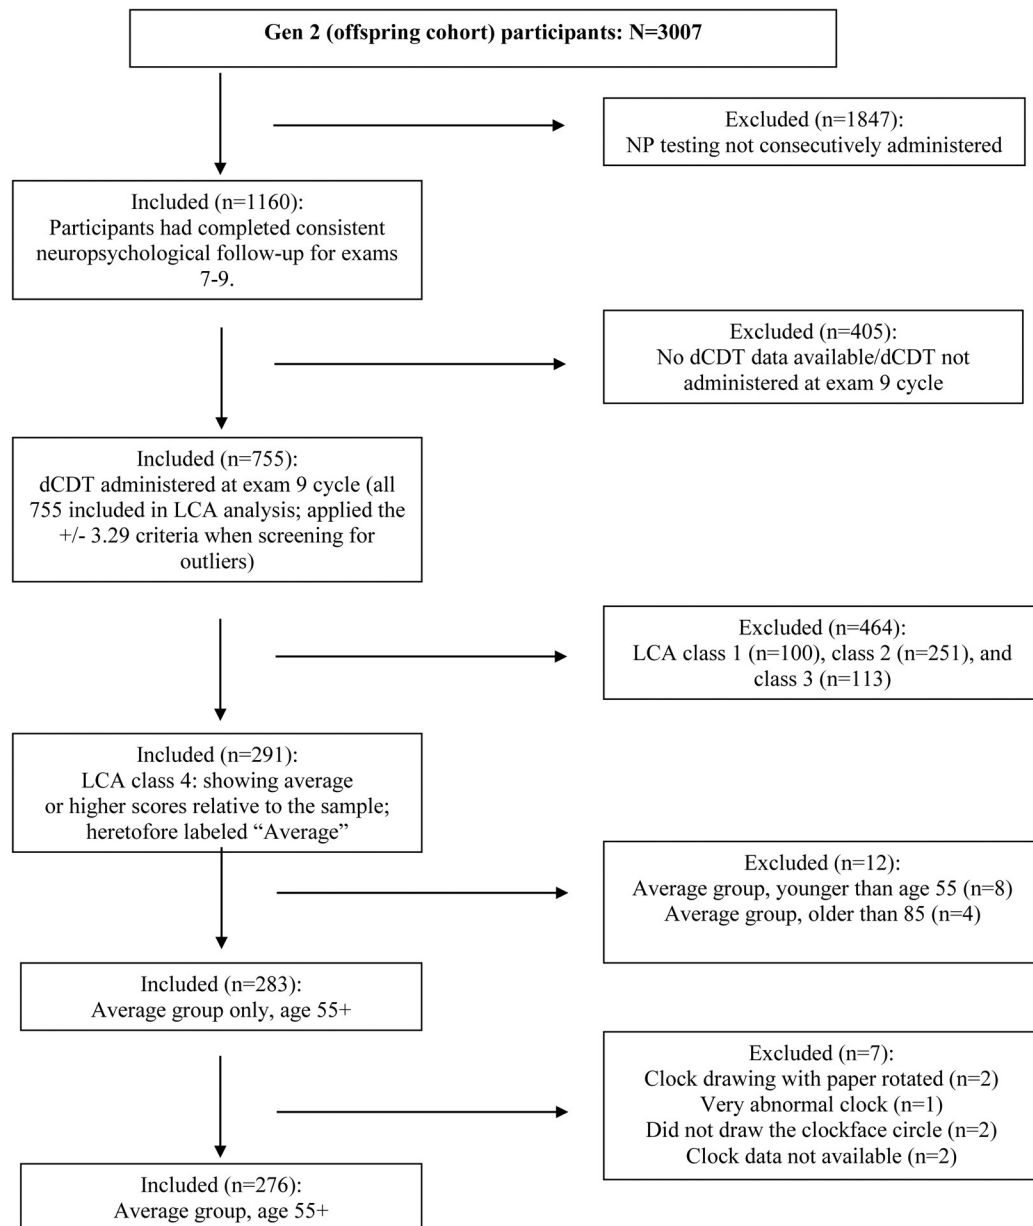 Gen 2 (offspring cohort) participants: N=3007
Excluded (n=1847):
NP testing not consecutively administered
Included (n=1160):
Participants had completed consistent
neuropsychological follow-up for exams
7-9.
Excluded (n=405):
No dCDT data available/dCDT not
administered at exam 9 cycle
Included (n=755):
dCDT administered at exam 9 cycle (all
755 included in LCA analysis; applied the
+/- 3.29 criteria when screening for
outliers)
Excluded (n=464):
LCA class 1 (n=100), class 2 (n=251), and
class 3 (n=113)
Included (n=291):
LCA class 4: showing average
or higher scores relative to the sample;
heretofore labeled “Average”
Excluded (n=12):
Average group, younger than age 55 (n=8)
Average group, older than 85 (n=4)
Included (n=283):
Average group only, age 55+
Excluded (n=7):
Clock drawing with paper rotated (n=2)
Very abnormal clock (n=1)
Did not draw the clockface circle (n=2)
Clock data not available (n=2)
Included (n=276):
Average group, age 55+